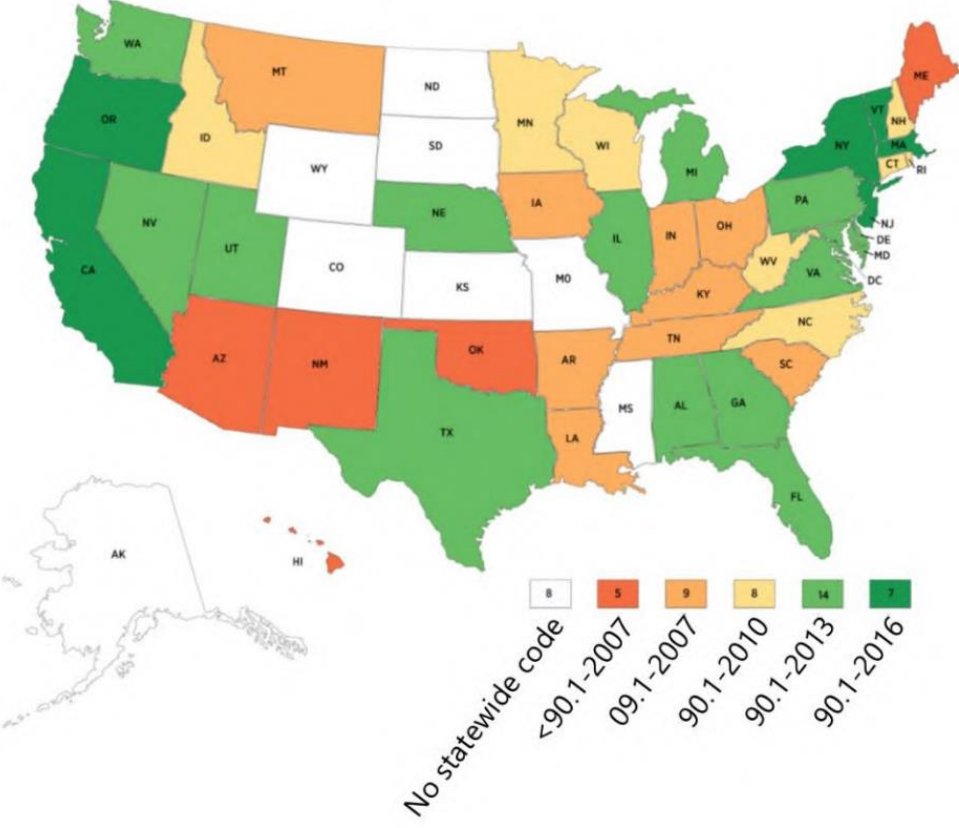 WA
MT
ND
ME
OR
ID
MN
VT
NH
SD
WI
NY
MA
WY
CT
RI
MI
IA
PA
NE
NV
NJ
UT
IL
IN
OH
DE
MD
CO
WV
DC
CA
KS
MO
VA
KY
NC
TN
AZ
NM
OK
AR
SC
MS
AL
GA
TX
LA
FL
AK
HI
8 5 9 8 14 7
No statewide code
<90.1-2007
09.1-2007
90.1-2010
90.1-2013
90.1-2016